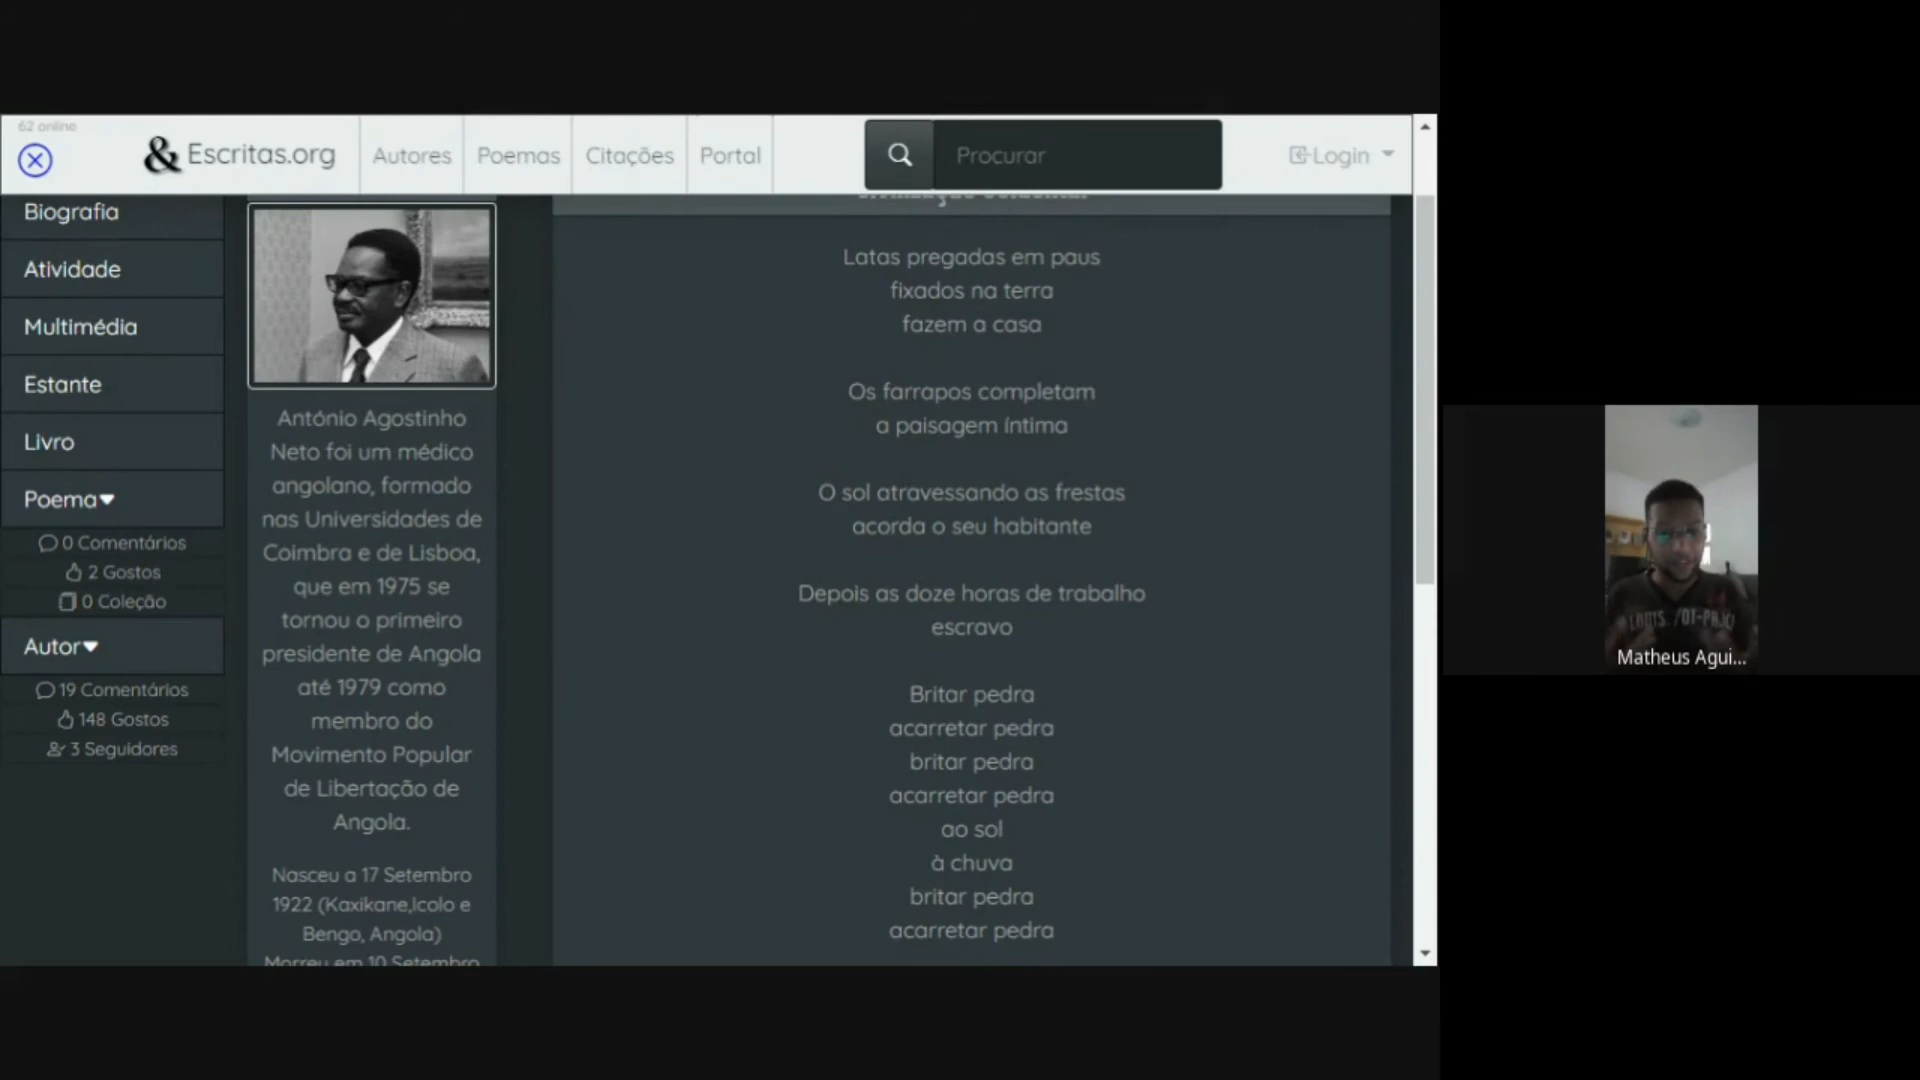 62 online
& Escritas.org
Autores
Poemas
Citações
Portal
Procurar
Login
Biografia
Atividade
Multimédia
Estante
Livro
Poema
0 Comentários
2 Gostos
0 Coleção
Autor
19 Comentários
148 Gostos
3 Seguidores
António Agostinho
Neto foi um médico
angolano, formado
nas Universidades de
Coimbra e de Lisboa,
que em 1975 se
tornou o primeiro
presidente de Angola
até 1979 como
membro do
Movimento Popular
de Libertação de
Angola.
Nasceu a 17 Setembro
1922 (Kaxikane,Icolo e
Bengo, Angola)
Morreu em 10 Setembro
Latas pregadas em paus
fixados na terra
fazem a casa
Os farrapos completam
a paisagem íntima
O sol atravessando as frestas
acorda o seu habitante
Depois as doze horas de trabalho
escravo
Britar pedra
acarretar pedra
britar pedra
acarretar pedra
ao sol
à chuva
britar pedra
acarretar pedra
Matheus Agui...